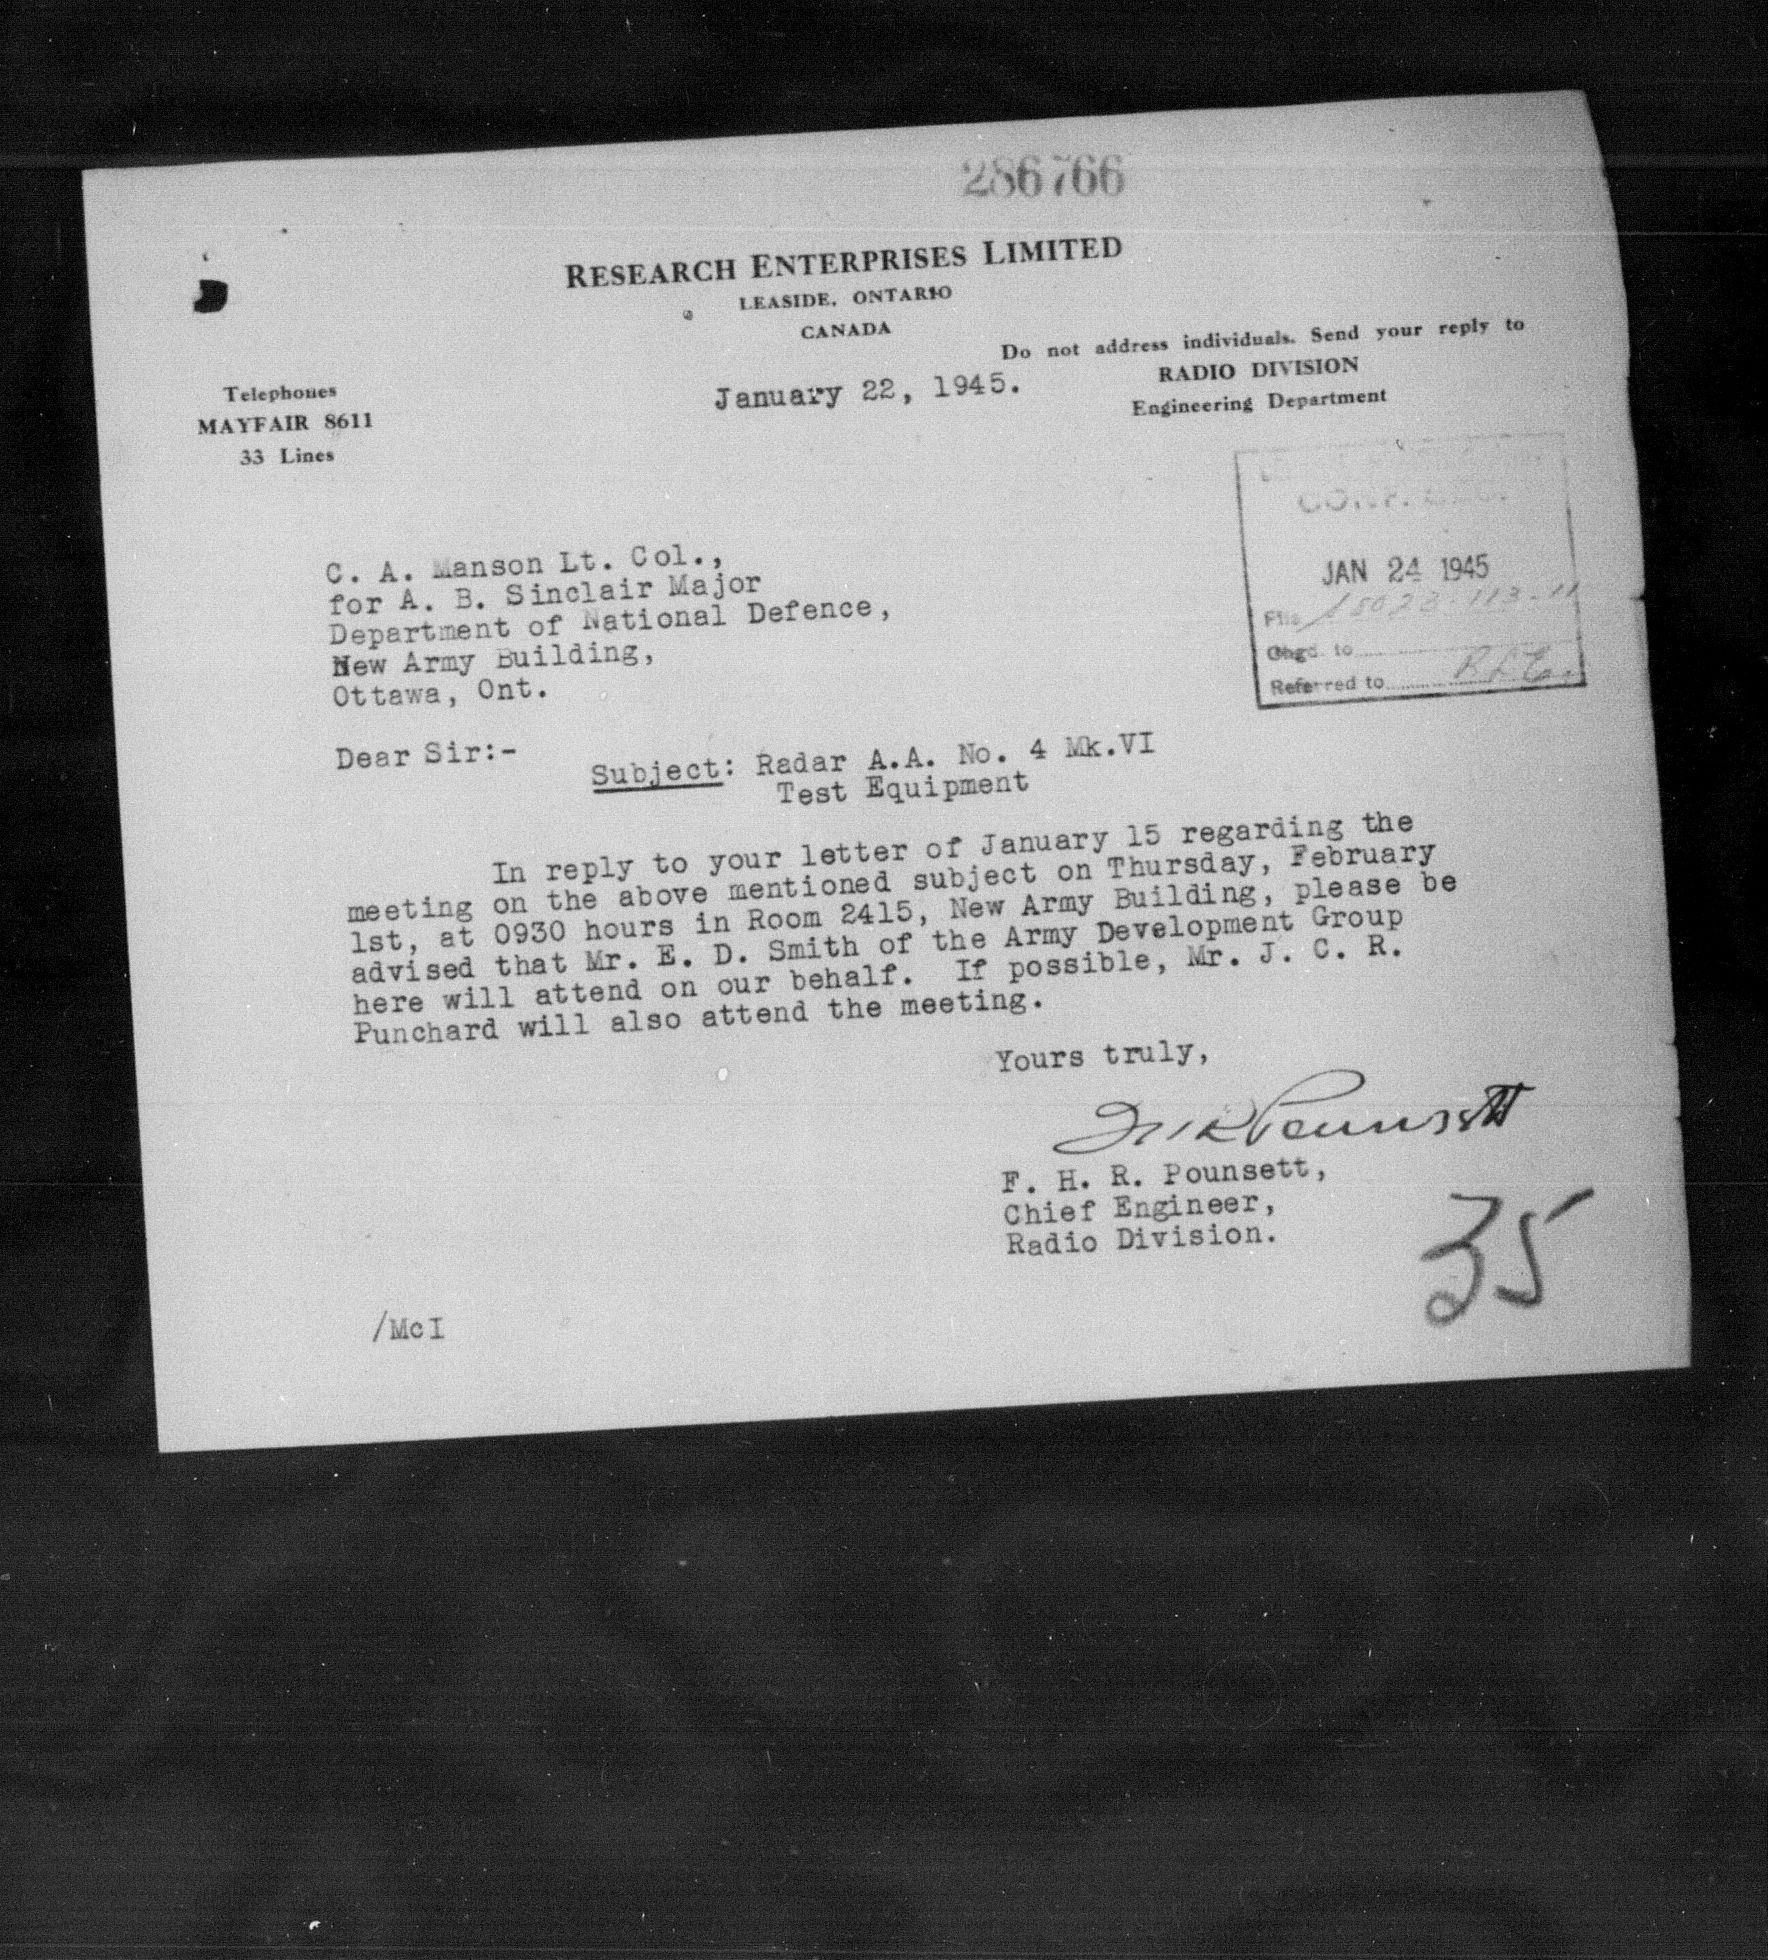 286766
RESEARCH ENTERPRISES LIMITED
LEASIDE, ONTARIO
CANADA
Do not address individuals. Send your reply to
RADIO DIVISION
Engineering Department
Telephones
MAYFAIR 8611
33 Lines
January 22, 1945.
JAN 24 1945
File 15023-113-11
Chgd. to
Referred to
C. A. Manson Lt. Col.,
for A. B. Sinclair Major
Department of National Defence,
New Army Building,
Ottawa, Ont.
Dear Sir:-
Subject: Radar A.A. No. 4 Mk.VI
Test Equipment
In reply to your letter of January 15 regarding the
meeting on the above mentioned subject on Thursday, February
1st, at 0930 hours in Room 2415, New Army Building, please be
advised that Mr. E. D. Smith of the Army Development Group
here will attend on our behalf. If possible, Mr. J. C. R.
Punchard will also attend the meeting.
Yours truly,
F. H. R. Pounsett,
Chief Engineer,
Radio Division.
35
/McI